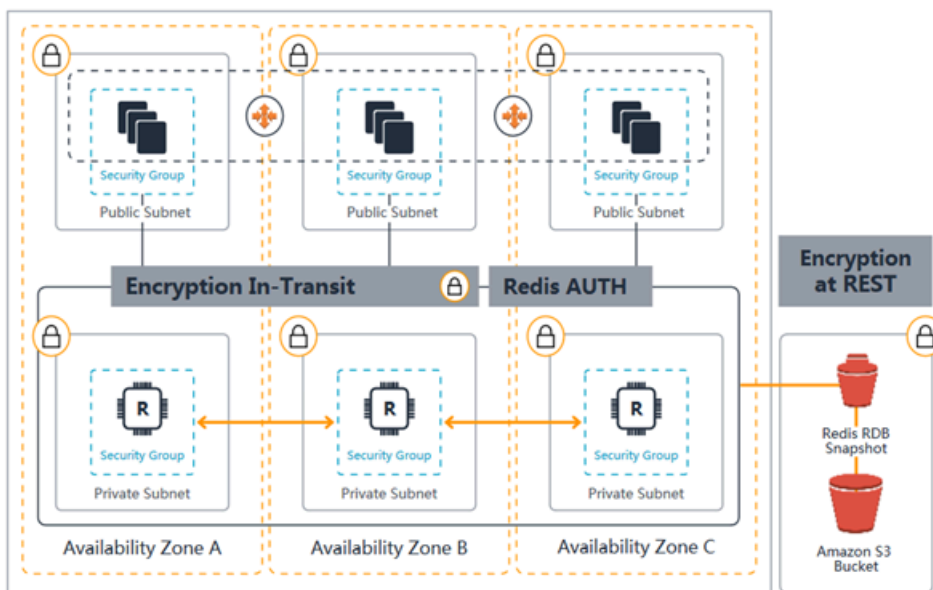 Security Group
Security Group
Security Group
Public Subnet
Public Subnet
Public Subnet
Encryption In-Transit
Redis AUTH
Encryption
at REST
R
R
R
Security Group
Security Group
Security Group
Private Subnet
Private Subnet
Private Subnet
Availability Zone A
Availability Zone B
Availability Zone C
Redis RDB
Snapshot
Amazon S3
Bucket